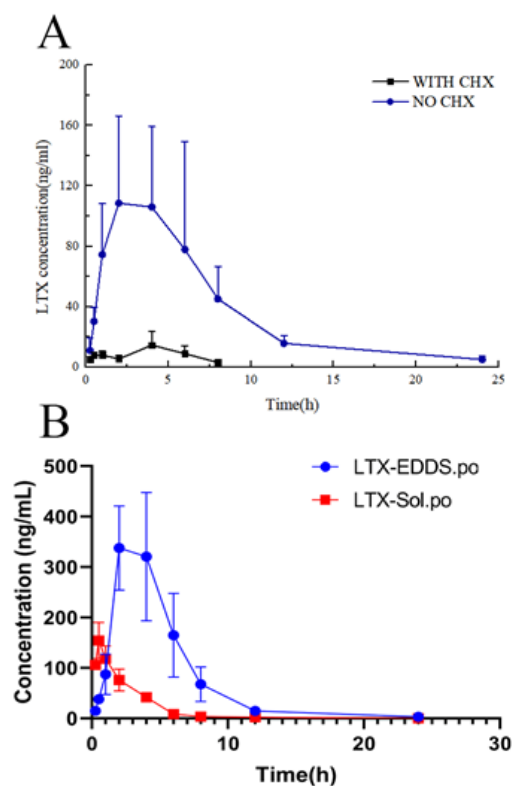 A
200
160
120
80
40
0
LTX concentration(ng/ml)
WITH CHX
NO CHX
0 5 10 15 20 25
Time(h)
B
500
400
300
200
100
0
Concentration (ng/mL)
LTX-EDDS.po
LTX-Sol.po
0 10 20 30
Time(h)